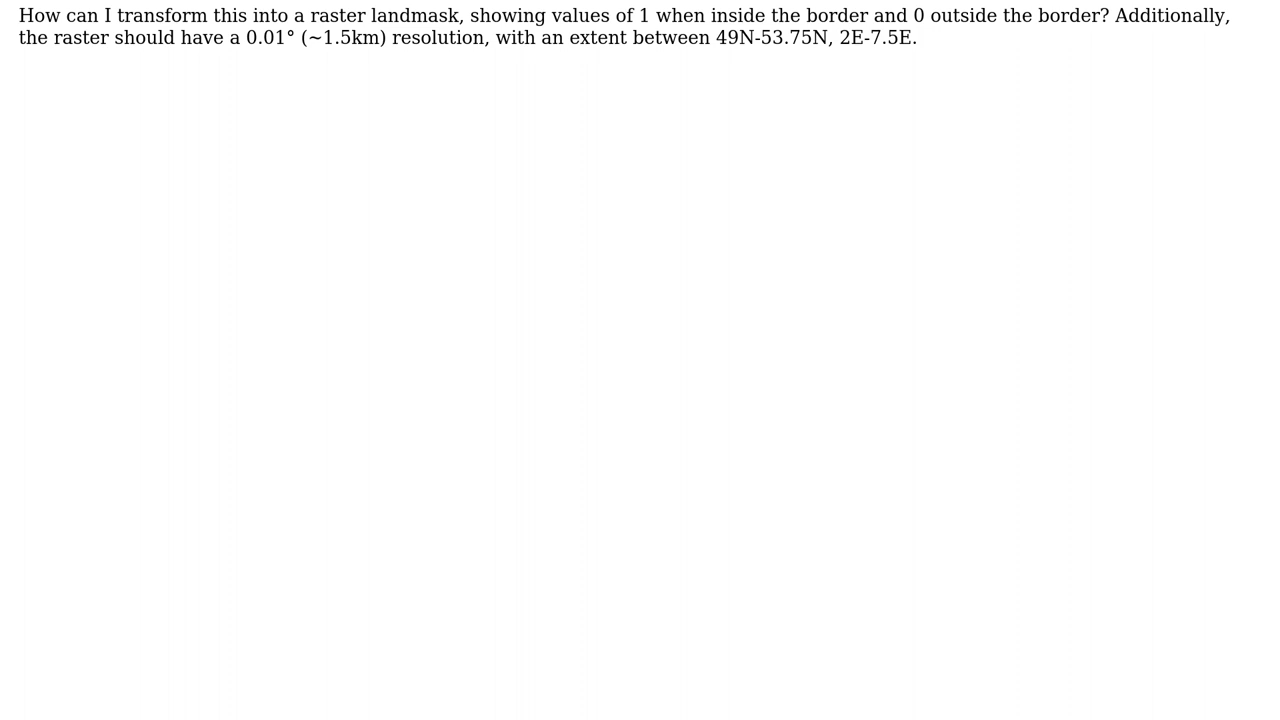 How can I transform this into a raster landmask, showing values of 1 when inside the border and 0 outside the border? Additionally,
the raster should have a 0.01° (~1.5km) resolution, with an extent between 49N-53.75N, 2E-7.5E.